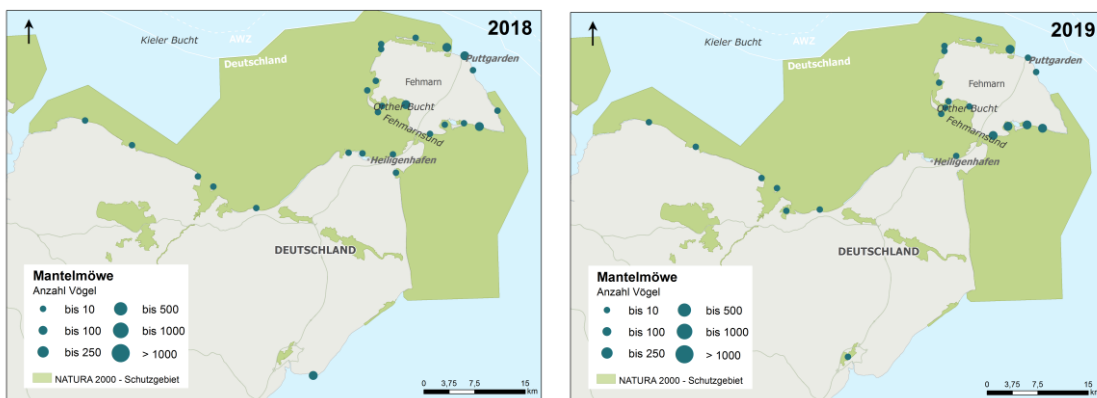 2018
Kieler Bucht
AWZ
Deutschland
Puttgarden
Fehmarn
Orther Bucht
Fehmarnsund
Heiligenhafen
DEUTSCHLAND
Mantelmöwe
Anzahl Vögel
bis 10
bis 500
bis 100
bis 1000
bis 250
> 1000
NATURA 2000 - Schutzgebiet
0 3,75 7,5 15
km
2019
Kieler Bucht
AWZ
Deutschland
Puttgarden
Fehmarn
Orther Bucht
Fehmarnsund
Heiligenhafen
DEUTSCHLAND
Mantelmöwe
Anzahl Vögel
bis 10
bis 500
bis 100
bis 1000
bis 250
> 1000
NATURA 2000 - Schutzgebiet
0 3,75 7,5 15
km